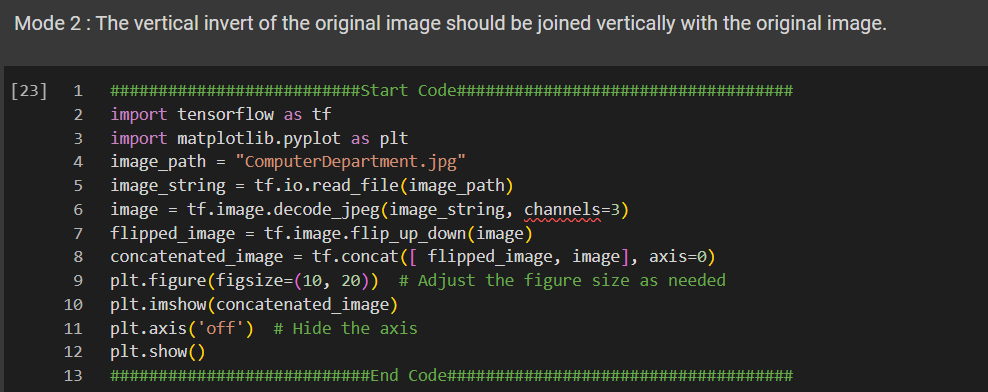 Mode 2 : The vertical invert of the original image should be joined vertically with the original image.
[23] 1 ##########################Start Code###################################
2 import tensorflow as tf
3 import matplotlib.pyplot as plt
4 image_path = "ComputerDepartment.jpg"
5 image_string = tf.io.read_file(image_path)
6 image = tf.image.decode_jpeg(image_string, channels=3)
7 flipped_image = tf.image.flip_up_down(image)
8 concatenated_image = tf.concat([ flipped_image, image], axis=0)
9 plt.figure(figsize=(10, 20))  # Adjust the figure size as needed
10 plt.imshow(concatenated_image)
11 plt.axis('off')  # Hide the axis
12 plt.show()
13 ###########################End Code####################################